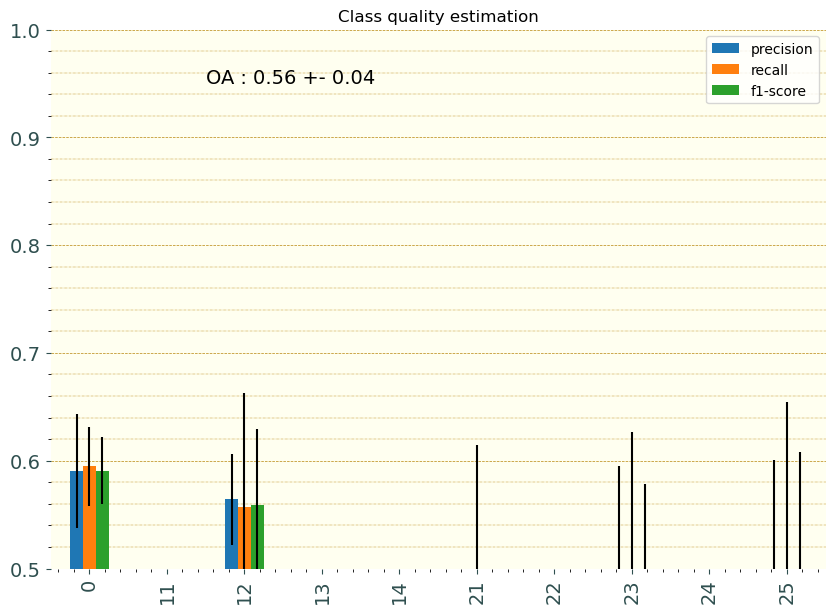 Class quality estimation
1.0
OA : 0.56 +- 0.04
precision
recall
f1-score
0.9
0.8
0.7
0.6
0.5
0 11 12 13 14 21 22 23 24 25